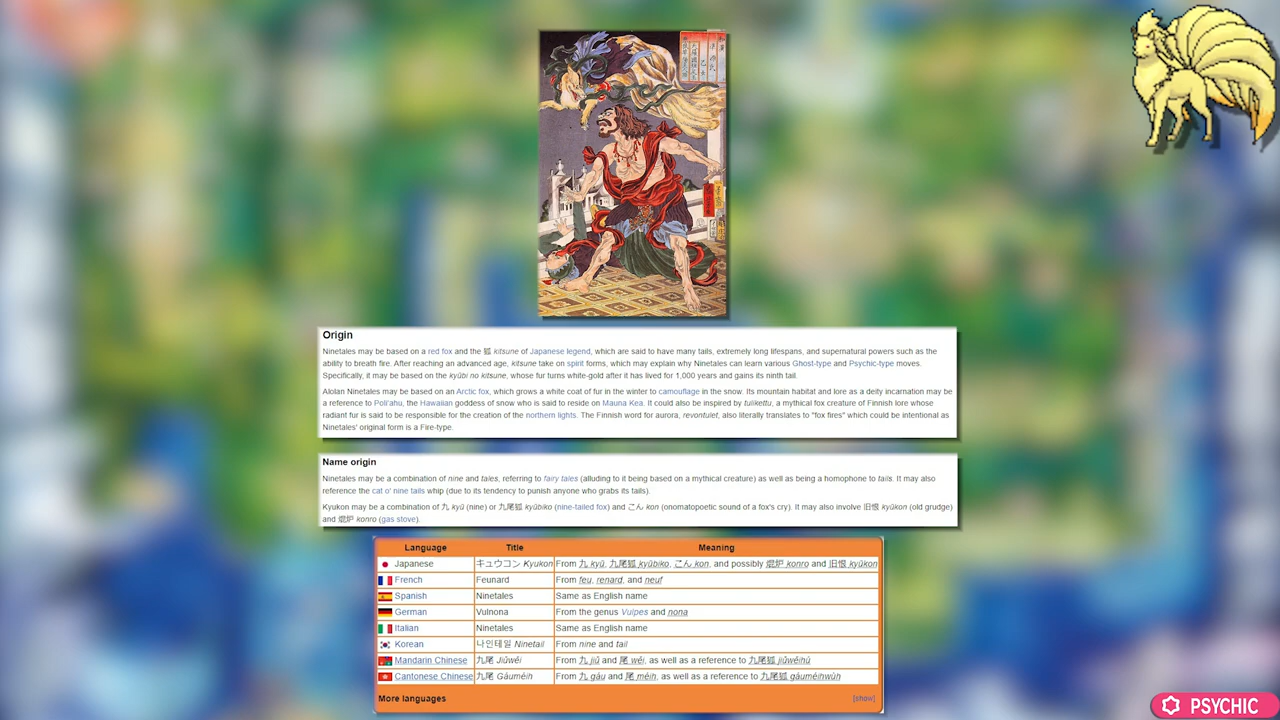 Origin
Ninetales may be based on a red fox and the 狐 kitsune of Japanese legend, which are said to have many tails, extremely long lifespans, and supernatural powers such as the
ability to breath fire. After reaching an advanced age, kitsune take on spirit forms, which may explain why Ninetales can learn various Ghost-type and Psychic-type moves.
Specifically, it may be based on the kyūbi no kitsune, whose fur turns white-gold after it has lived for 1,000 years and gains its ninth tail.
Alolan Ninetales may be based on an Arctic fox, which grows a white coat of fur in the winter to camouflage in the snow. Its mountain habitat and lore as a deity incarnation may be
a reference to Poli'ahu, the Hawaiian goddess of snow who is said to reside on Mauna Kea. It could also be inspired by tulikettu, a mythical fox creature of Finnish lore whose
radiant fur is said to be responsible for the creation of the northern lights. The Finnish word for aurora, revontulet, also literally translates to "fox fires" which could be intentional as
Ninetales' original form is a Fire-type.
Name origin
Ninetales may be a combination of nine and tales, referring to fairy tales (alluding to it being based on a mythical creature) as well as being a homophone to tails. It may also
reference the cat o' nine tails whip (due to its tendency to punish anyone who grabs its tails).
Kyukon may be a combination of 九 kyū (nine) or 九尾狐 kyūbiko (nine-tailed fox) and こん kon (onomatopoetic sound of a fox's cry). It may also involve 旧恨 kyūkon (old grudge)
and 焜炉 konro (gas stove).
Language Title Meaning
Japanese キュウコン Kyukon From 九 kyū, 九尾狐 kyūbiko, こん kon, and possibly 焜炉 konro and 旧恨 kyūkon
French Feunard From feu, renard, and neuf
Spanish Ninetales Same as English name
German Vulnona From the genus Vulpes and nona
Italian Ninetales Same as English name
Korean 나인테일 Ninetail From nine and tail
Mandarin Chinese 九尾 Jiǔwěi From 九 jiǔ and 尾 wěi, as well as a reference to 九尾狐 jiǔwěihú
Cantonese Chinese 九尾 Gáuméih From 九 gáu and 尾 méih, as well as a reference to 九尾狐 gáuméihwùh
More languages [show]
PSYCHIC